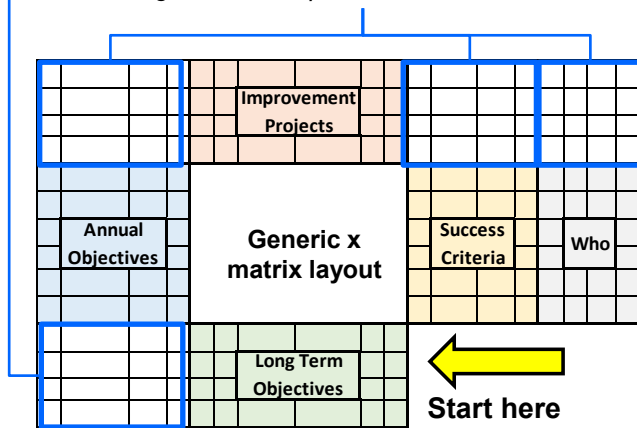 Improvement
Projects
Annual
Objectives
Generic x
matrix layout
Success
Criteria
Who
Long Term
Objectives
Start here